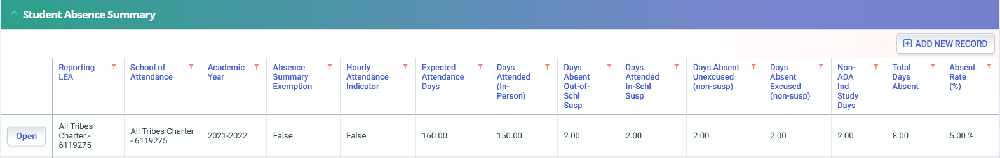 Student Absence Summary
ADD NEW RECORD
Reporting
LEA
School of
Attendance
Academic
Year
Absence
Summary
Exemption
Hourly
Attendance
Indicator
Expected
Attendance
Days
Days
Attended
(In-
Person)
Days
Absent
Out-of-
Schl
Susp
Days
Attended
In-Schl
Susp
Days Absent
Unexcused
(non-susp)
Days
Absent
Excused
(non-susp)
Non-
ADA
Ind
Study
Days
Total
Days
Absent
Absent
Rate
(%)
Open
All Tribes
Charter -
6119275
All Tribes Charter
- 6119275
2021-2022
False
False
160.00
150.00
2.00
2.00
2.00
2.00
2.00
8.00
5.00 %